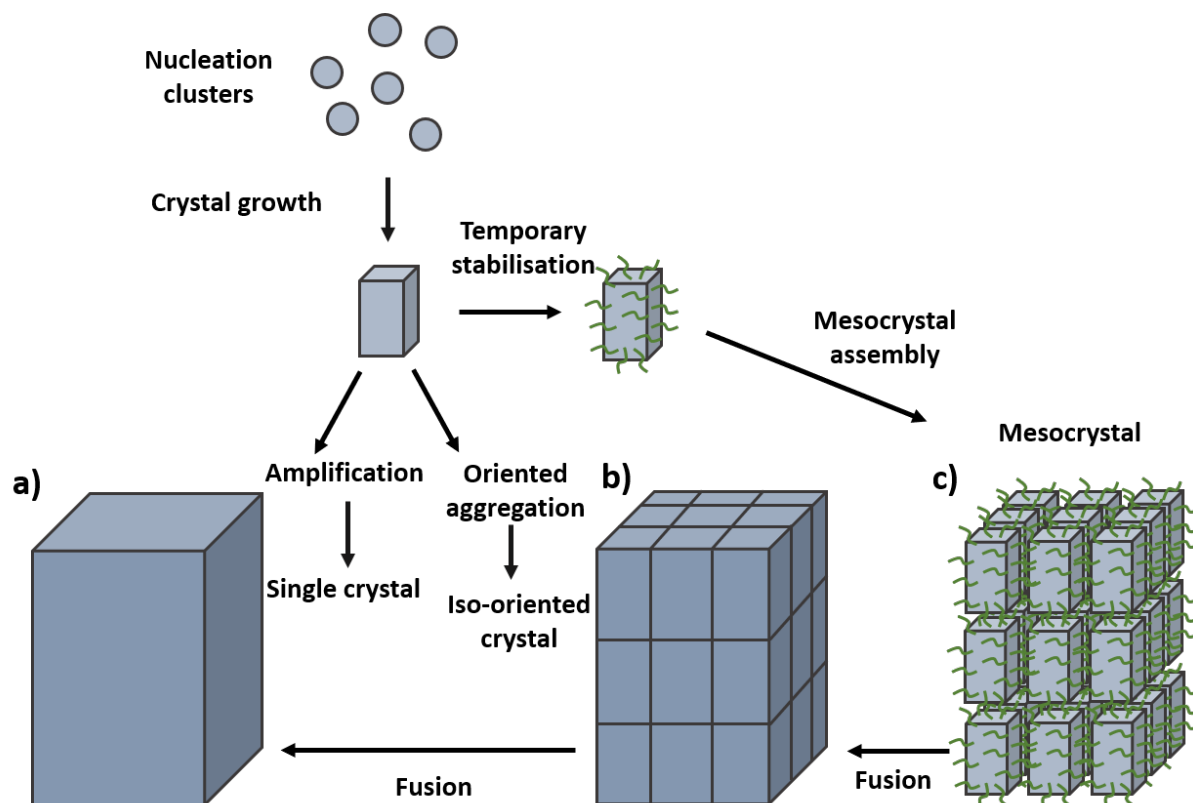 Nucleation
clusters
Crystal growth
Temporary
stabilisation
Mesocrystal
assembly
Mesocrystal
a)
Amplification
Oriented
aggregation
b)
c)
Single crystal
Iso-oriented
crystal
Fusion
Fusion